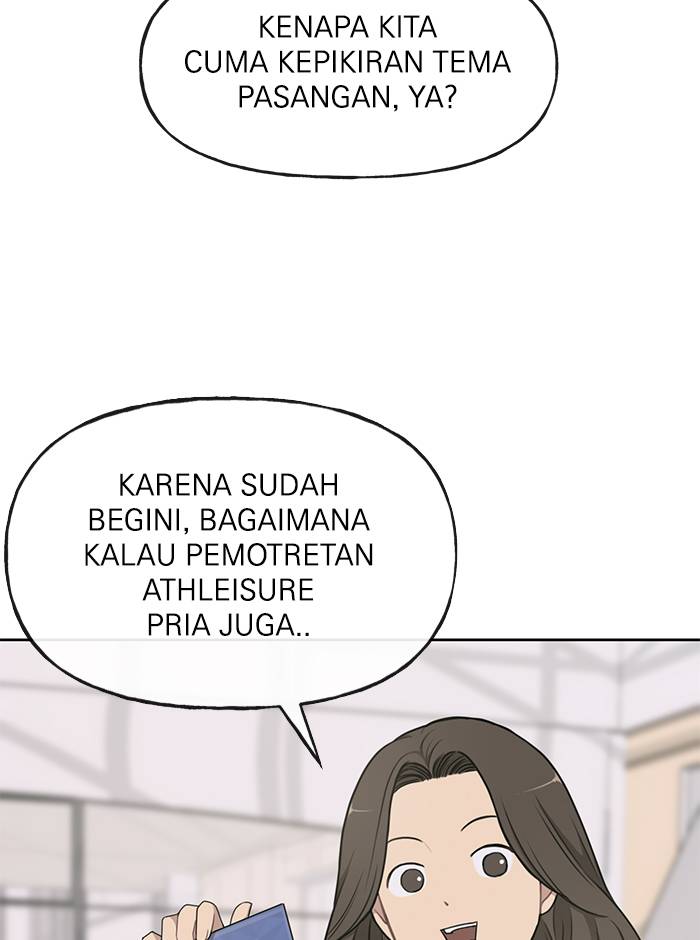 KENAPA KITA
CUMA KEPIKIRAN TEMA
PASANGAN, YA?
KARENA SUDAH
BEGINI, BAGAIMANA
KALAU PEMOTRETAN
ATHLEISURE
PRIA JUGA..